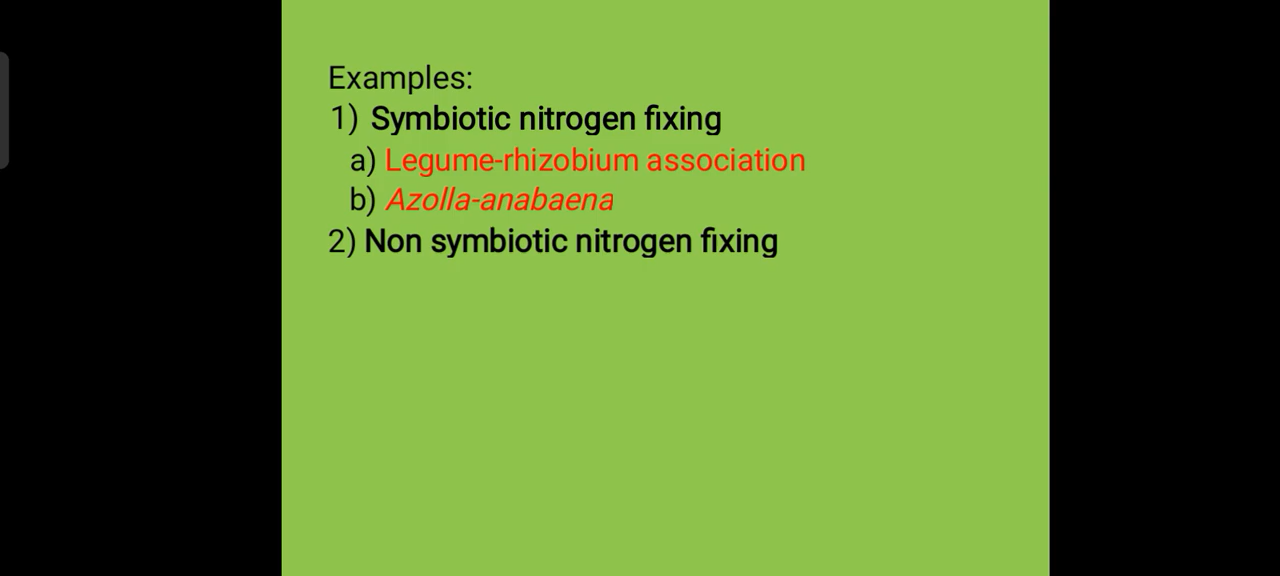 Examples:
1) Symbiotic nitrogen fixing
a) Legume-rhizobium association
b) Azolla-anabaena
2) Non symbiotic nitrogen fixing